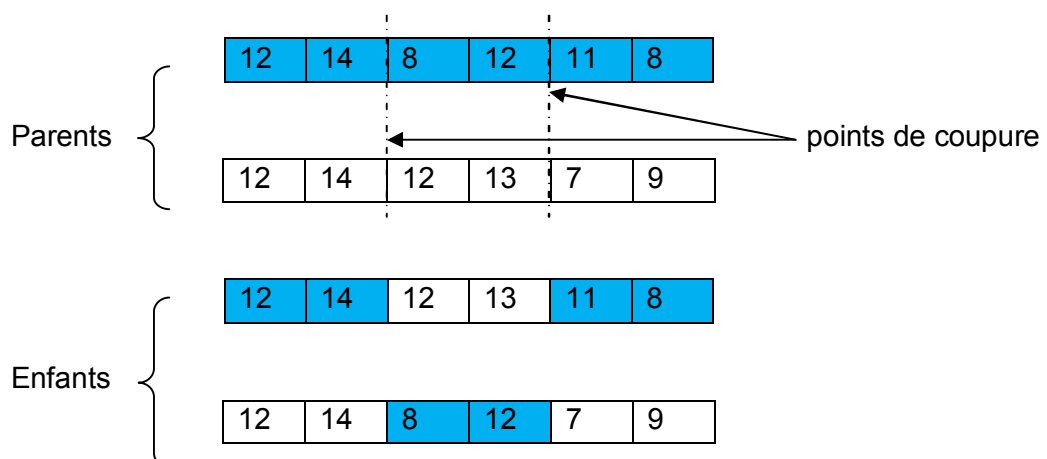 12 14 8 12 11 8
Parents
points de coupure
12 14 12 13 7 9
12 14 12 13 11 8
Enfants
12 14 8 12 7 9